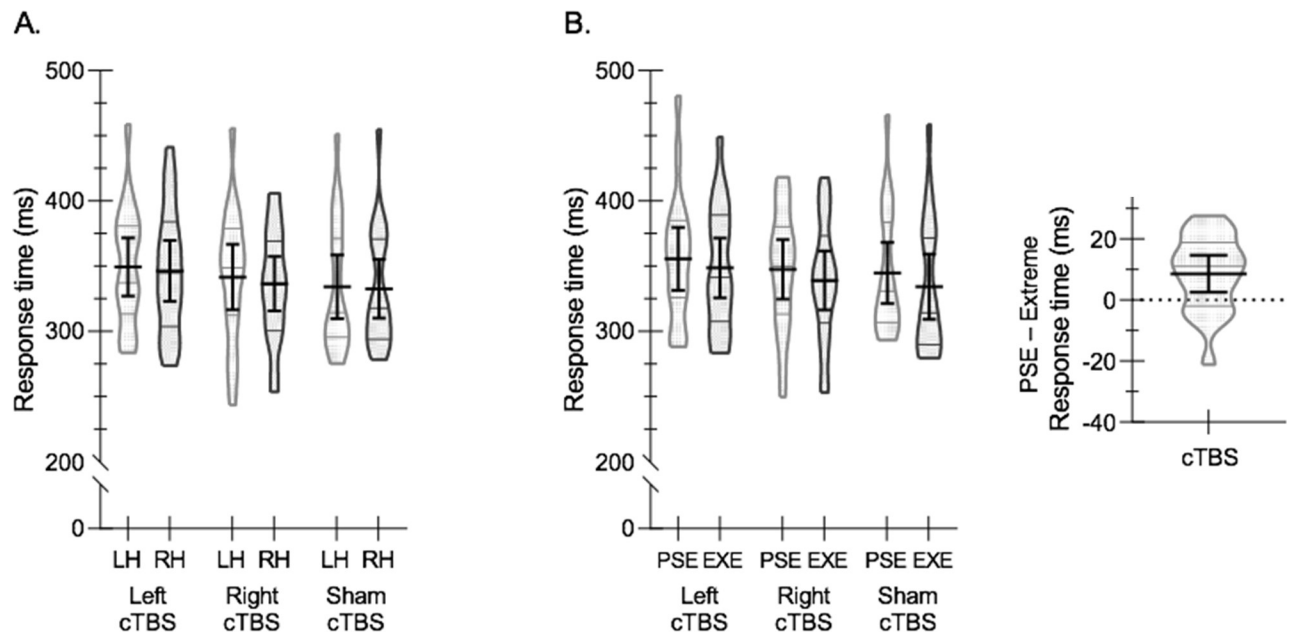 A.
Response time (ms)
500
400
300
200
0
LH RH LH RH LH RH
Left cTBS
Right cTBS
Sham cTBS
B.
Response time (ms)
500
400
300
200
0
PSE EXE PSE EXE PSE EXE
Left cTBS
Right cTBS
Sham cTBS
PSE – Extreme
Response time (ms)
20
0
-20
-40
cTBS